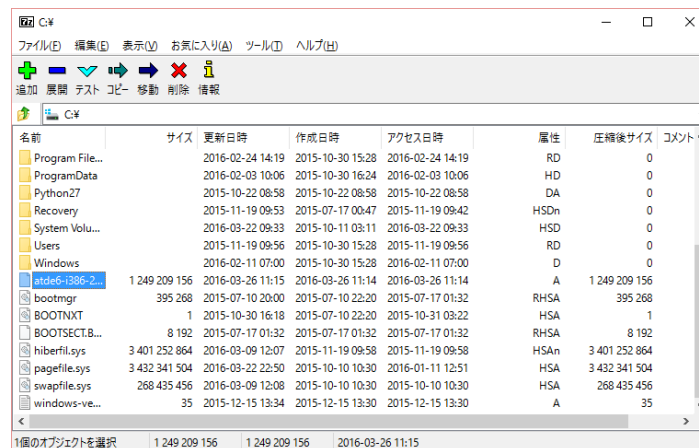 C:¥
ファイル(F) 編集(E) 表示(V) お気に入り(A) ツール(T) ヘルプ(H)
追加 展開 テスト コピー 移動 削除 情報
C:¥
名前 サイズ 更新日時 作成日時 アクセス日時 属性 圧縮後サイズ コメント
Program File... 2016-02-24 14:19 2015-10-30 15:28 2016-02-24 14:19 RD 0
ProgramData 2016-02-03 10:06 2015-10-30 16:24 2016-02-03 10:06 HD 0
Python27 2015-10-22 08:58 2015-10-22 08:58 2015-10-22 08:58 DA 0
Recovery 2015-11-19 09:53 2015-07-17 00:47 2015-11-19 09:42 HSDn 0
System Volu... 2016-03-22 09:33 2015-10-11 03:11 2016-03-22 09:33 HSD 0
Users 2015-11-19 09:56 2015-10-30 15:28 2015-11-19 09:56 RD 0
Windows 2016-02-11 07:00 2015-10-30 15:28 2016-02-11 07:00 D 0
atde6-i386-2... 1 249 209 156 2016-03-26 11:15 2016-03-26 11:14 2016-03-26 11:14 A 1 249 209 156
bootmgr 395 268 2015-07-10 20:00 2015-07-10 22:20 2015-07-17 01:32 RHSA 395 268
BOOTNXT 1 2015-10-30 16:18 2015-07-10 22:20 2015-10-31 03:22 HSA 1
BOOTSECT.B... 8 192 2015-07-17 01:32 2015-07-17 01:32 2015-07-17 01:32 RHSA 8 192
hiberfil.sys 3 401 252 864 2016-03-09 12:07 2015-11-19 09:58 2015-11-19 09:58 HSAn 3 401 252 864
pagefile.sys 3 432 341 504 2016-03-22 22:50 2015-10-10 10:30 2016-01-11 12:51 HSA 3 432 341 504
swapfile.sys 268 435 456 2016-03-09 12:08 2015-10-10 10:30 2015-10-10 10:30 HSA 268 435 456
windows-ve... 35 2015-12-15 13:34 2015-12-15 13:30 2015-12-15 13:30 A 35
1個のオブジェクトを選択 1 249 209 156 1 249 209 156 2016-03-26 11:15